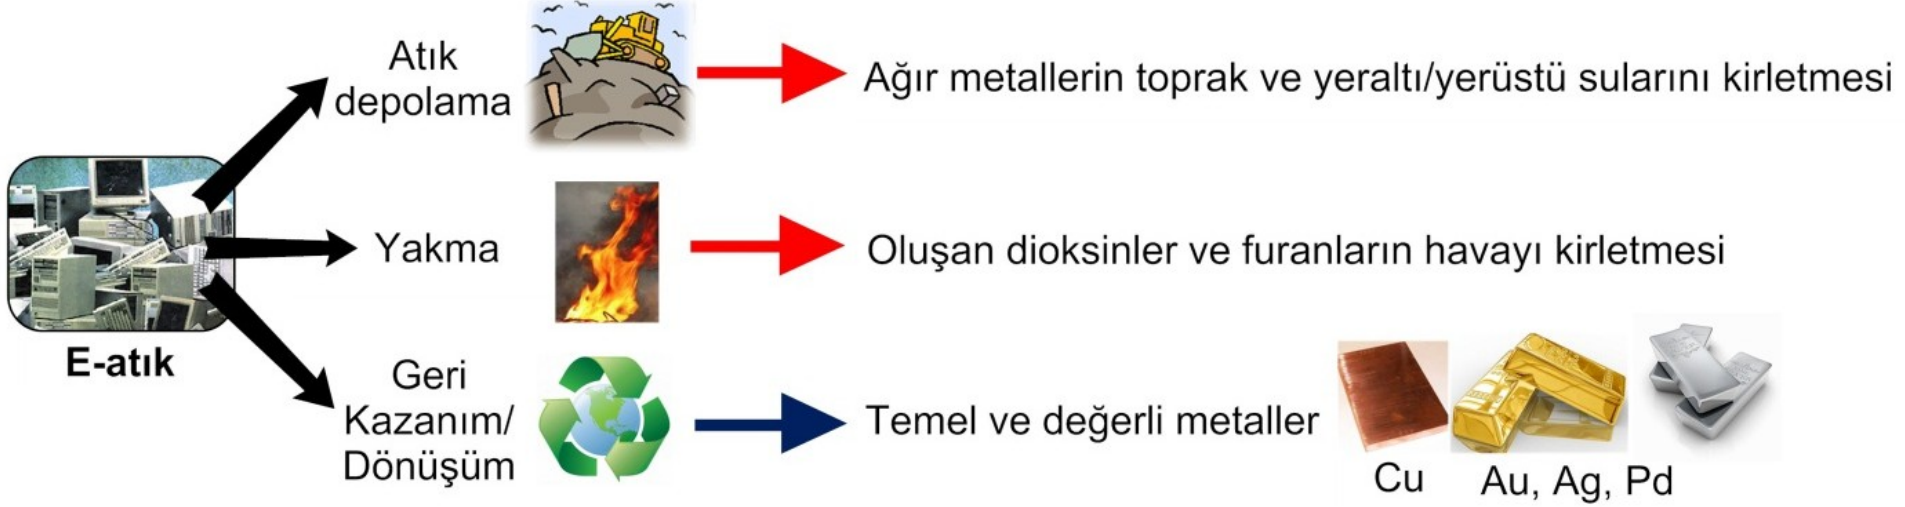 Atık
depolama
Ağır metallerin toprak ve yeraltı/yerüstü sularını kirletmesi
Yakma
Oluşan dioksinler ve furanların havayı kirletmesi
E-atık
Geri
Kazanım/
Dönüşüm
Temel ve değerli metaller
Cu
Au, Ag, Pd